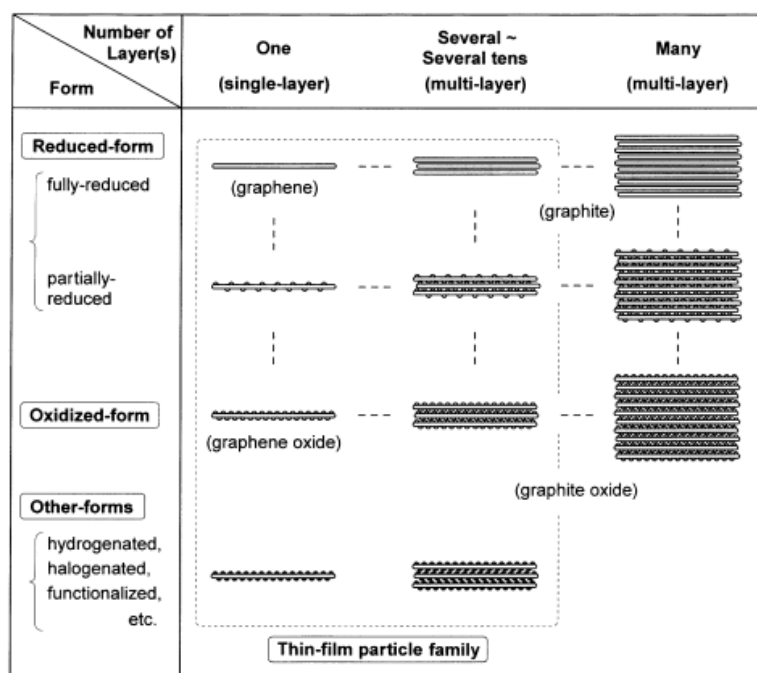 Number of
Layer(s)
Form
One
(single-layer)
Several ~
Several tens
(multi-layer)
Many
(multi-layer)
Reduced-form
fully-reduced
(graphene)
(graphite)
partially-
reduced
Oxidized-form
(graphene oxide)
(graphite oxide)
Other-forms
hydrogenated,
halogenated,
functionalized,
etc.
Thin-film particle family